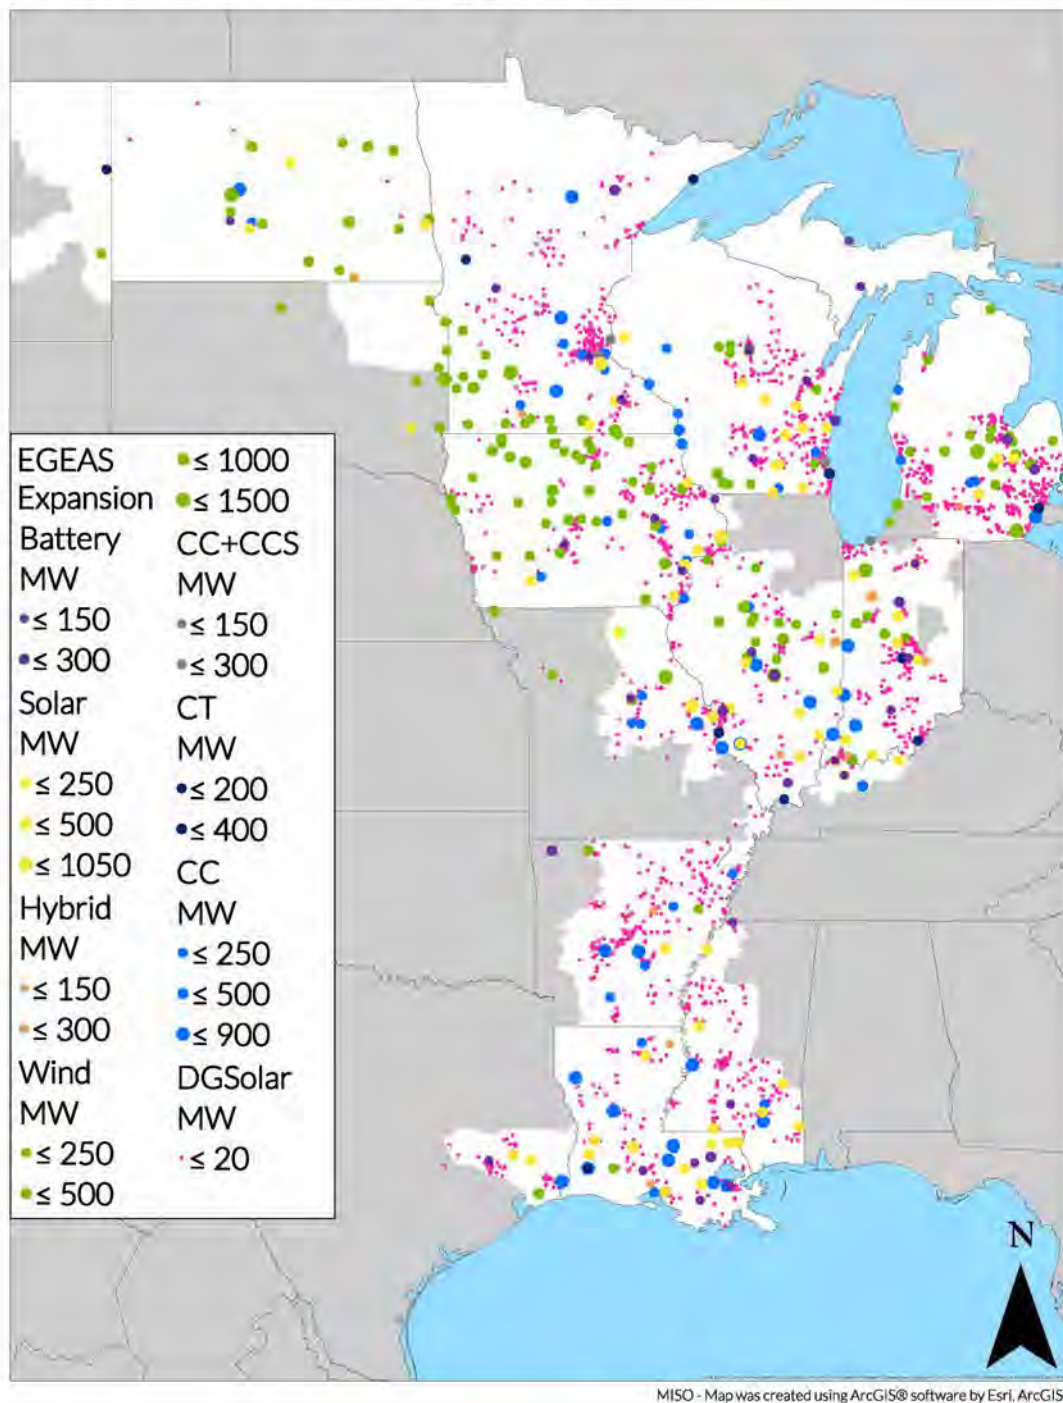 EGEAS
Expansion
Battery
MW
≤ 150
≤ 300
Solar
MW
≤ 250
≤ 500
≤ 1050
Hybrid
MW
≤ 150
≤ 300
Wind
MW
≤ 250
≤ 500
≤ 1000
≤ 1500
CC+CCS
MW
≤ 150
≤ 300
CT
MW
≤ 200
≤ 400
CC
MW
≤ 250
≤ 500
≤ 900
DGSolar
MW
≤ 20
N
MISO - Map was created using ArcGIS® software by Esri. ArcGIS